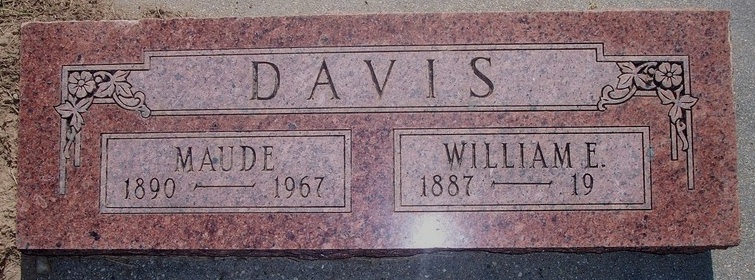 DAVIS
MAUDE
1890 — 1967
WILLIAM E.
1887 — 19